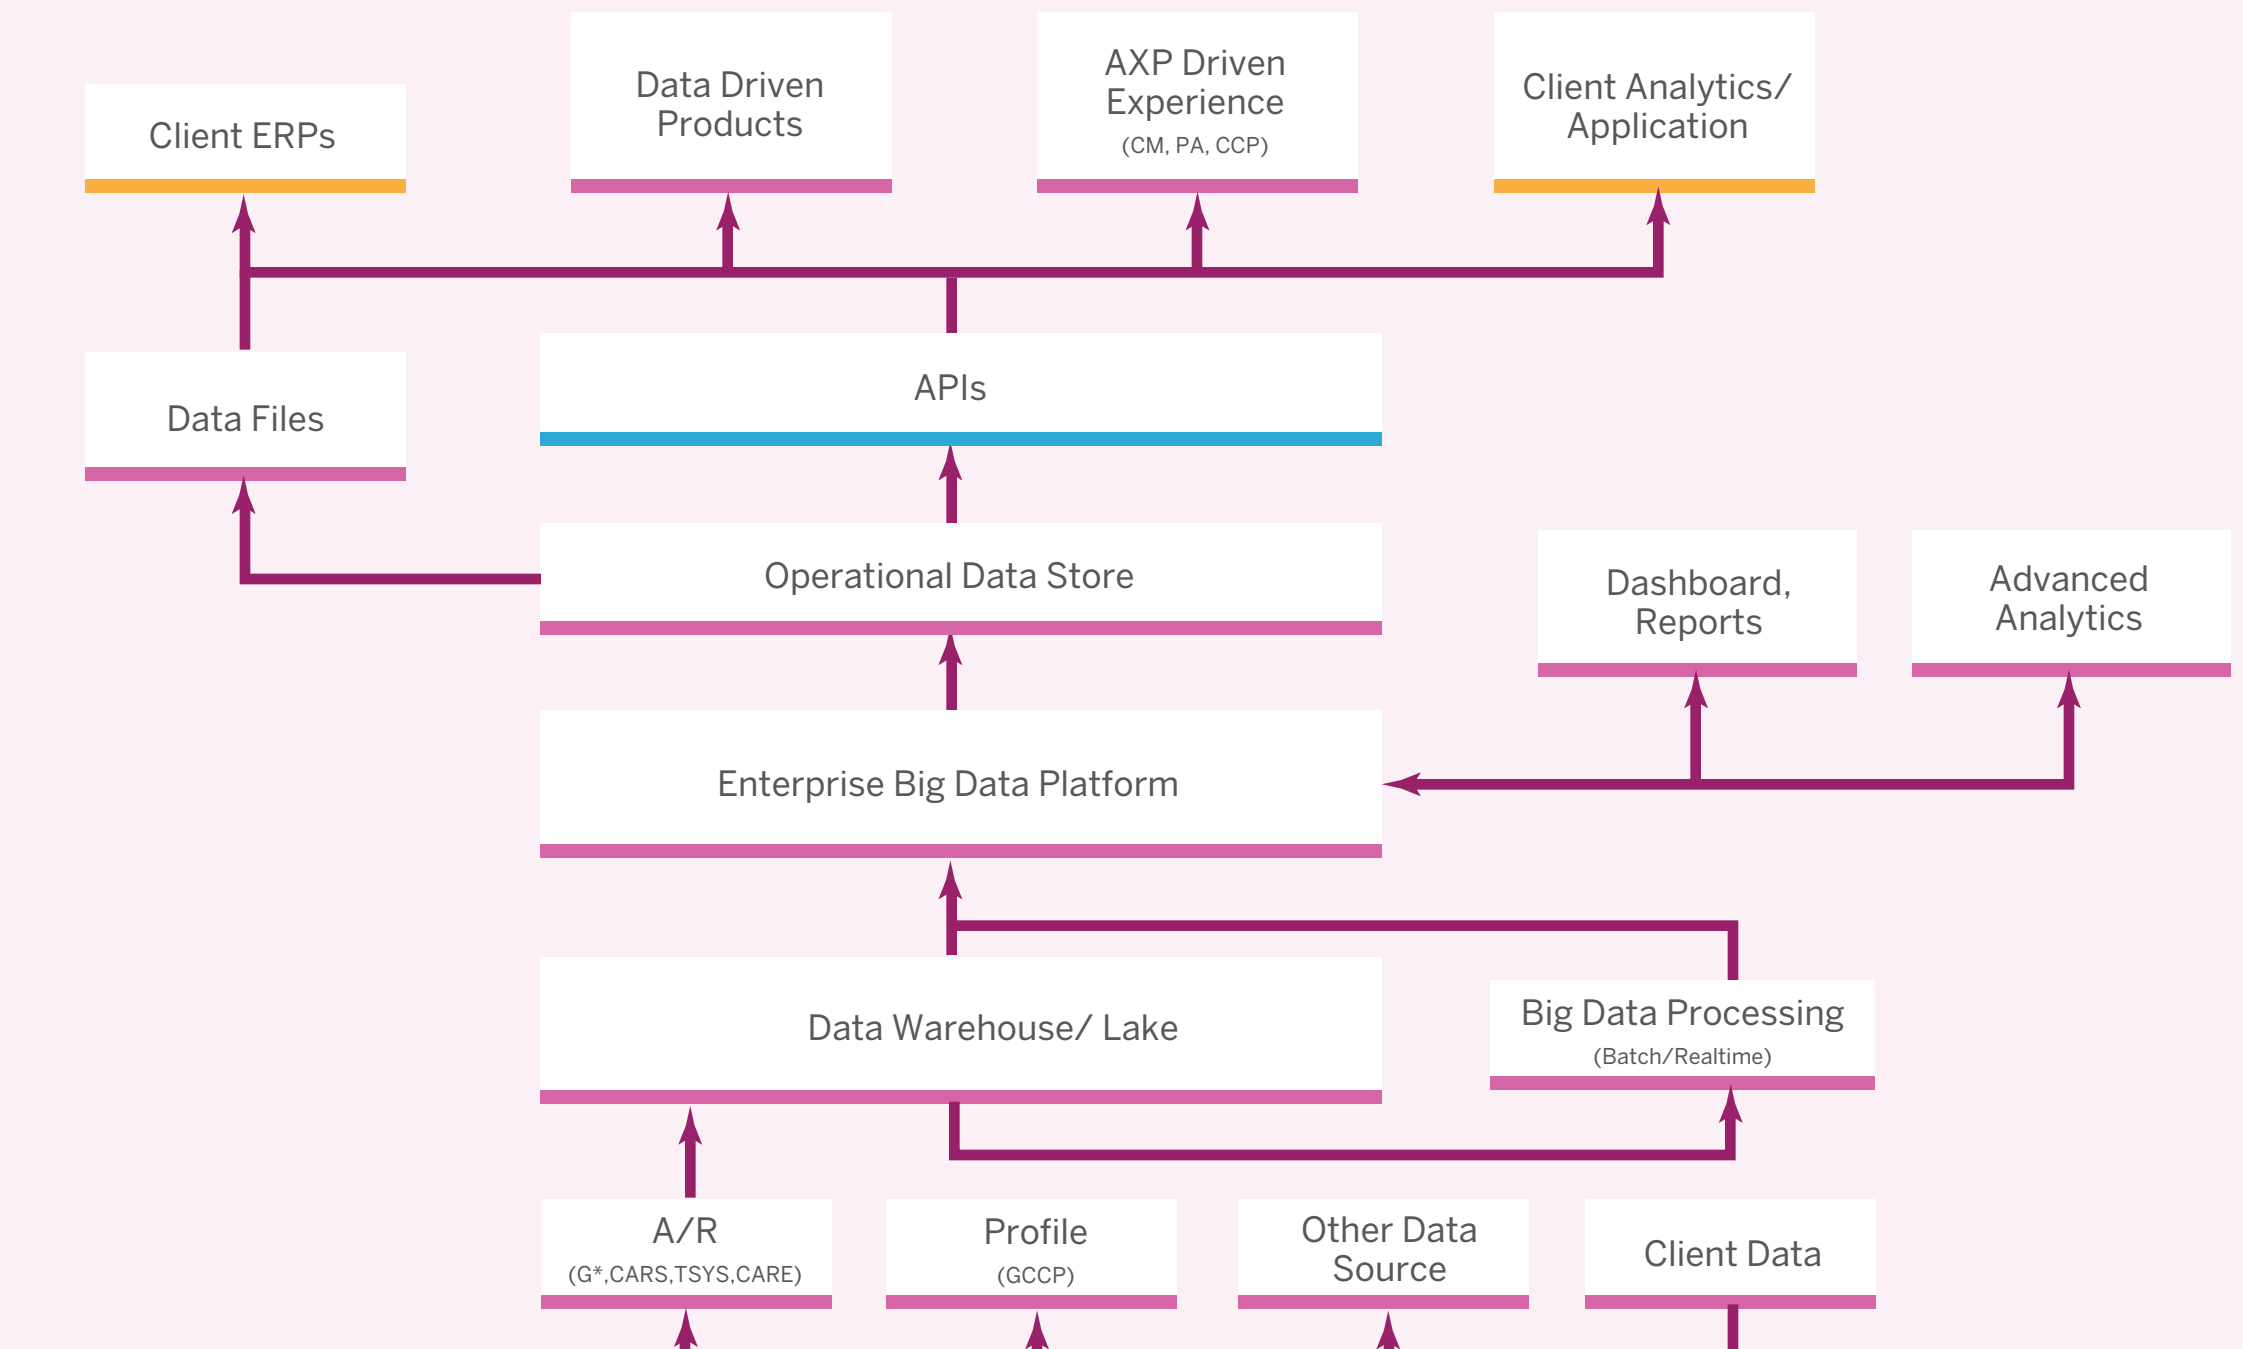 Client ERPs
Data Driven
Products
AXP Driven
Experience
(CM, PA, CCP)
Client Analytics/
Application
Data Files
APIs
Operational Data Store
Dashboard,
Reports
Advanced
Analytics
Enterprise Big Data Platform
Data Warehouse/ Lake
Big Data Processing
(Batch/Realtime)
A/R
(G*,CARS,TSYS,CARE)
Profile
(GCCP)
Other Data
Source
Client Data